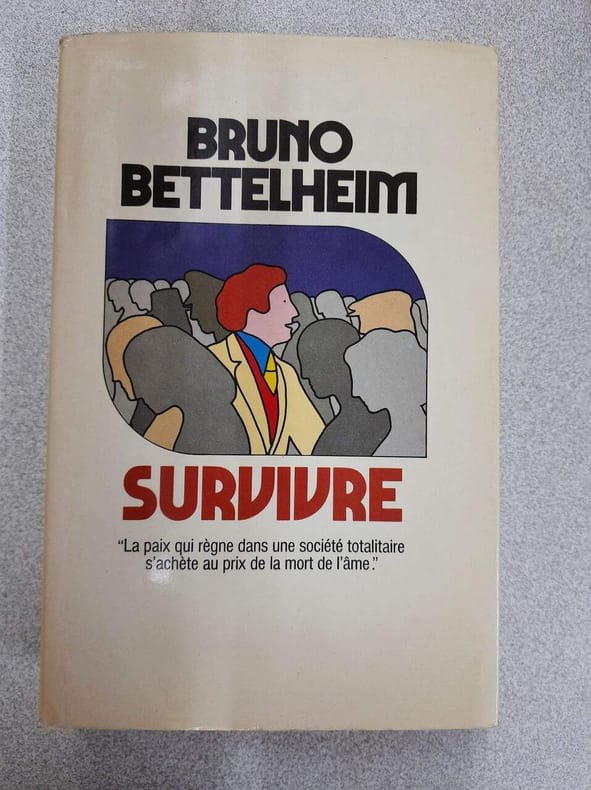 BRUNO
BETTELHEIM
SURVIVRE
“La paix qui règne dans une société totalitaire
s’achète au prix de la mort de l’âme.”